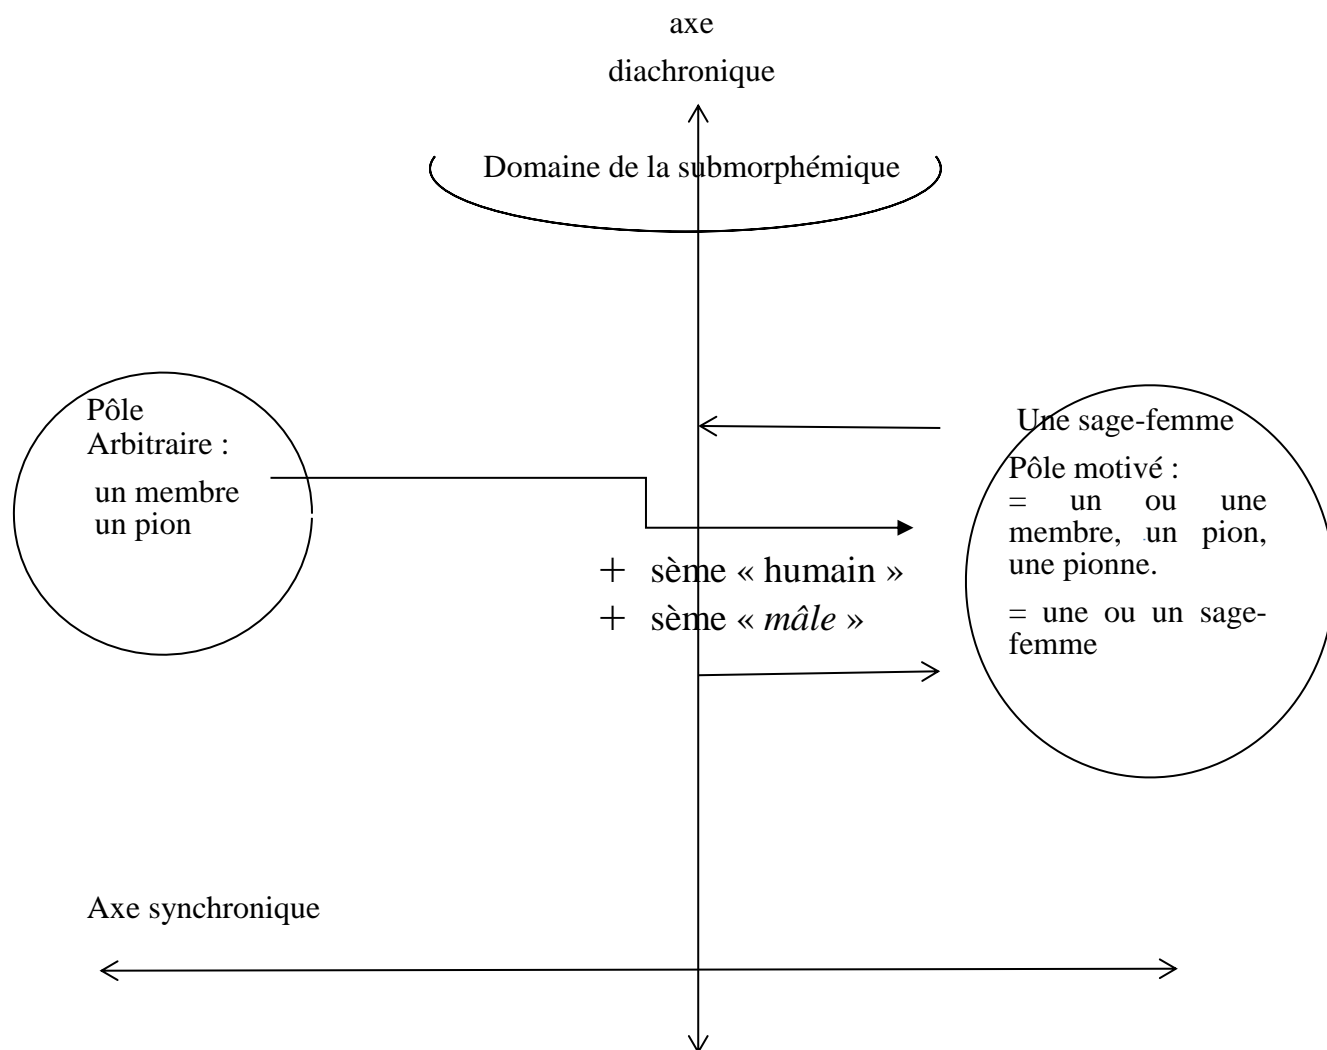 axe
diachronique
Domaine de la submorphémique
Pôle
Arbitraire :
un membre
un pion
Une sage-femme
Pôle motivé :
= un ou une
membre, un pion,
une pionne.
= une ou un sage-
femme
+ sème « humain »
+ sème « mâle »
Axe synchronique